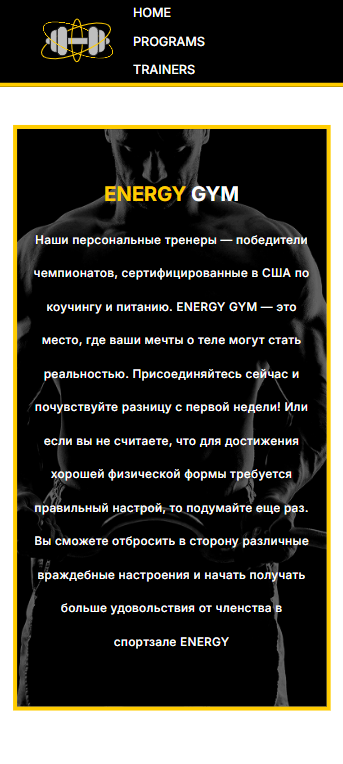 HOME
PROGRAMS
TRAINERS
ENERGY GYM
Наши персональные тренеры — победители
чемпионатов, сертифицированные в США по
коучингу и питанию. ENERGY GYM — это
место, где ваши мечты о теле могут стать
реальностью. Присоединяйтесь сейчас и
почувствуйте разницу с первой недели! Или
если вы не считаете, что для достижения
хорошей физической формы требуется
правильный настрой, то подумайте еще раз.
Вы сможете отбросить в сторону различные
враждебные настроения и начать получать
больше удовольствия от членства в
спортзале ENERGY